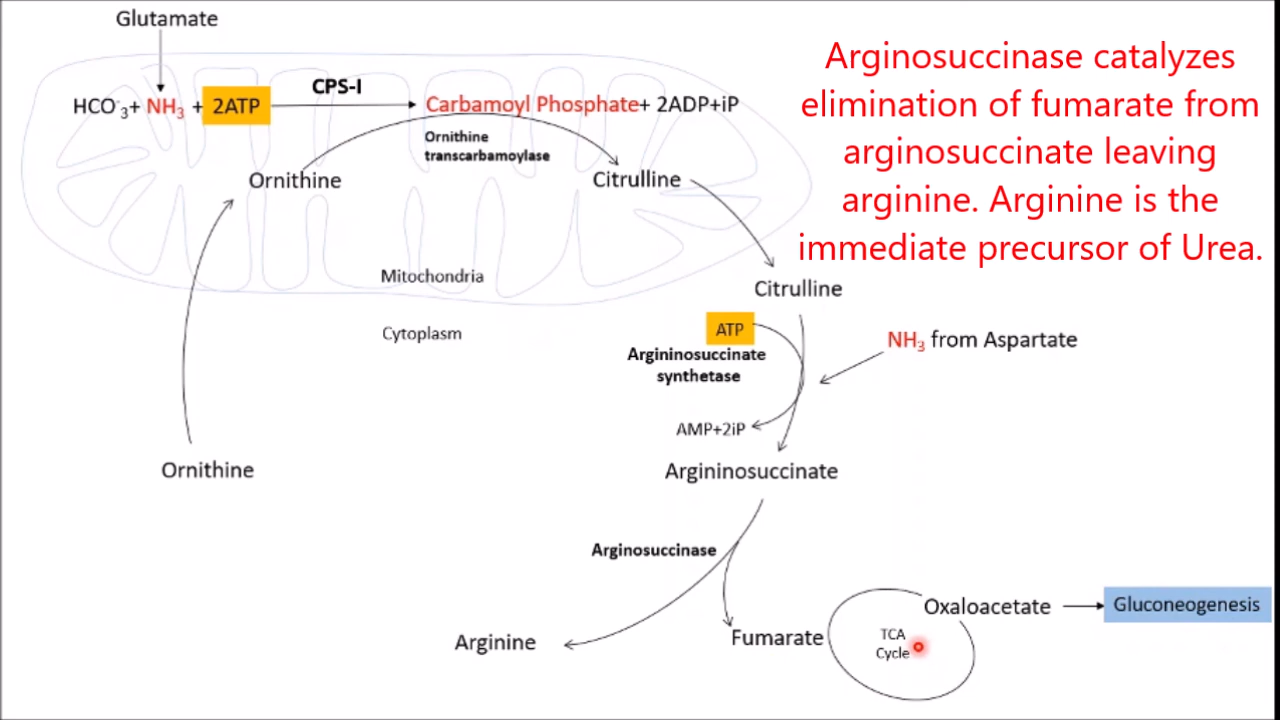 Glutamate
HCO⁻₃+ NH₃ + 2ATP
CPS-I
Carbamoyl Phosphate+ 2ADP+iP
Ornithine
transcarbamoylase
Ornithine
Citrulline
Mitochondria
Cytoplasm
Arginosuccinase catalyzes
elimination of fumarate from
arginosuccinate leaving
arginine. Arginine is the
immediate precursor of Urea.
Citrulline
ATP
Argininosuccinate
synthetase
NH₃ from Aspartate
AMP+2iP
Ornithine
Argininosuccinate
Arginosuccinase
Arginine
Fumarate
TCA
Cycle
Oxaloacetate
Gluconeogenesis